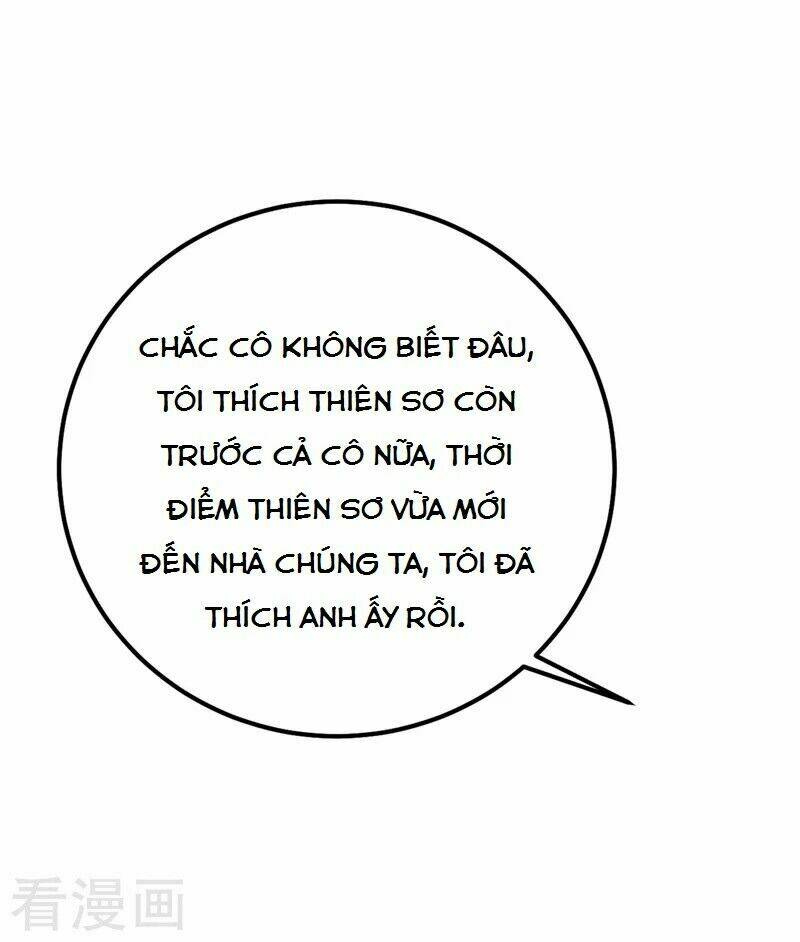 CHẮC CÔ KHÔNG BIẾT ĐÂU,
TÔI THÍCH THIÊN SƠ CÒN
TRƯỚC CẢ CÔ NỮA, THỜI
ĐIỂM THIÊN SƠ VỪA MỚI
ĐẾN NHÀ CHÚNG TA, TÔI ĐÃ
THÍCH ANH ẤY RỒI.
看漫画